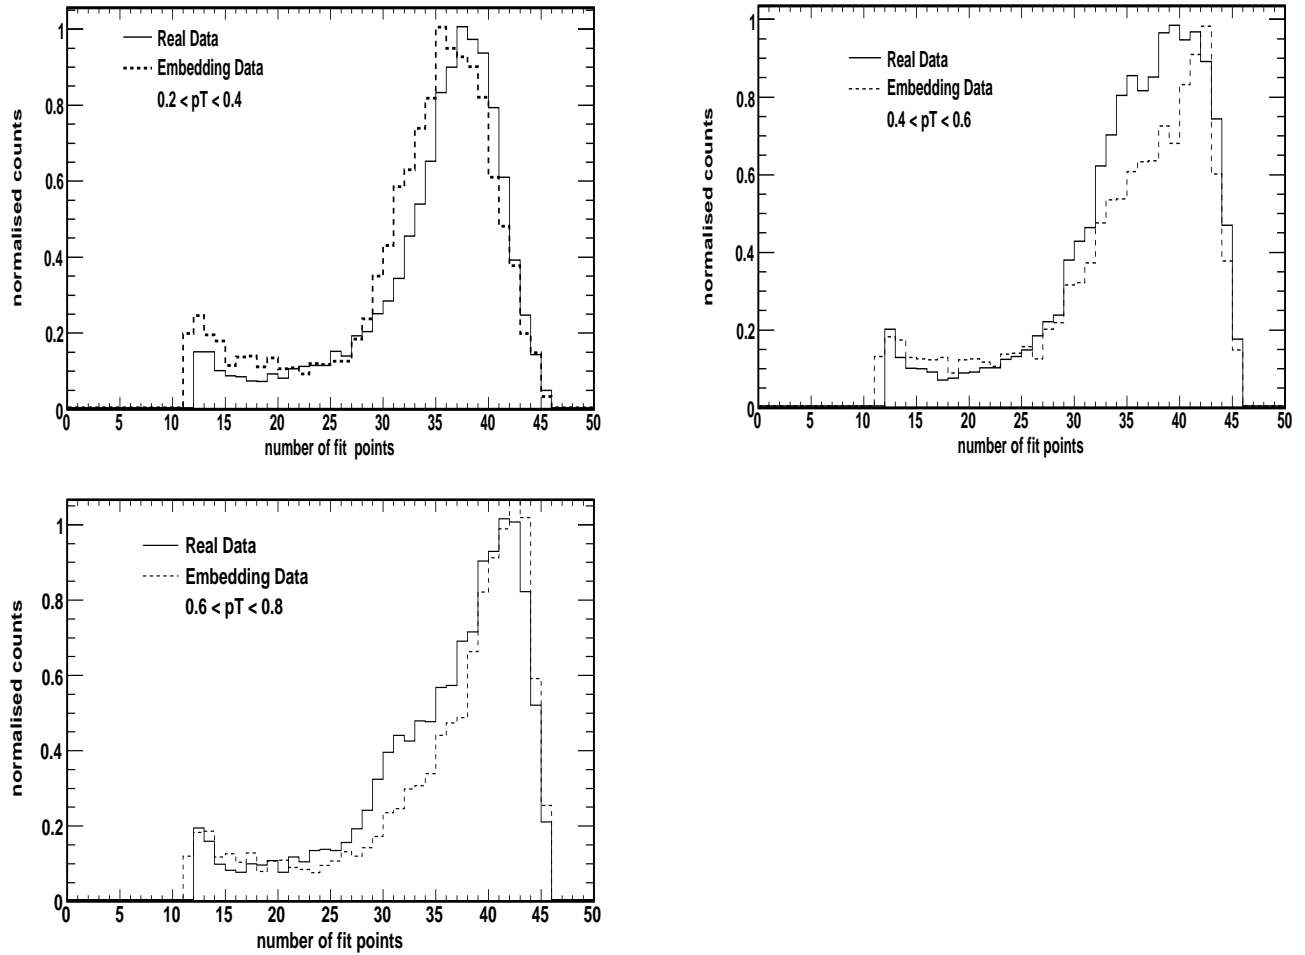 Real Data
Embedding Data
0.2 < pT < 0.4
normalised counts
1
0.8
0.6
0.4
0.2
0
0 5 10 15 20 25 30 35 40 45 50
number of fit points
Real Data
Embedding Data
0.4 < pT < 0.6
normalised counts
1
0.8
0.6
0.4
0.2
0
0 5 10 15 20 25 30 35 40 45 50
number of fit points
Real Data
Embedding Data
0.6 < pT < 0.8
normalised counts
1
0.8
0.6
0.4
0.2
0
0 5 10 15 20 25 30 35 40 45 50
number of fit points